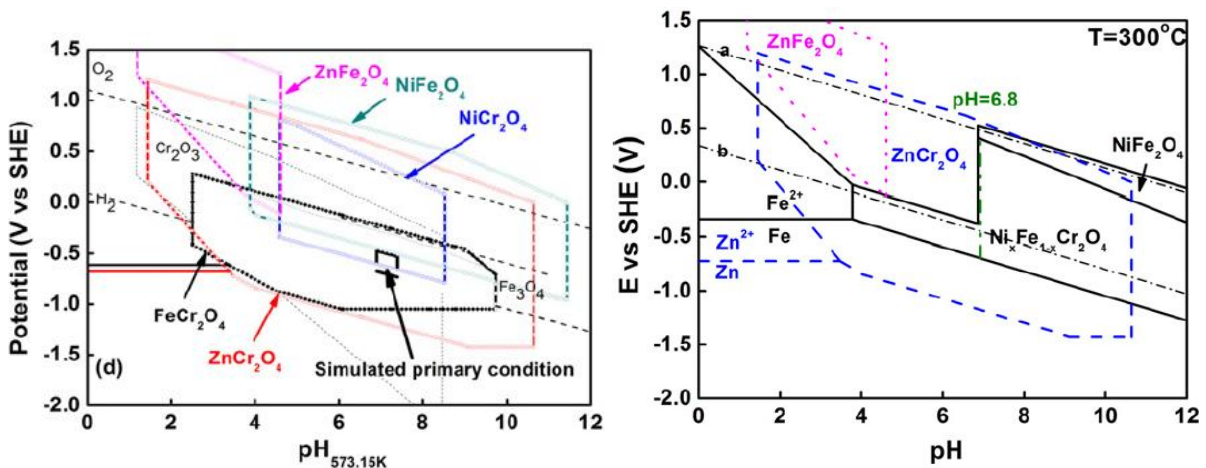 Potential (V vs SHE)
1.5
1.0
0.5
0.0
-0.5
-1.0
-1.5
-2.0
O₂
Cr₂O₃
H₂
ZnFe₂O₄
NiFe₂O₄
NiCr₂O₄
Fe₃O₄
FeCr₂O₄
ZnCr₂O₄
Simulated primary condition
(d)
0 2 4 6 8 10 12
pH573.15K
E vs SHE (V)
1.5
1.0
0.5
0.0
-0.5
-1.0
-1.5
-2.0
ZnFe₂O₄
T=300°C
a
pH=6.8
b
ZnCr₂O₄
NiFe₂O₄
Fe²⁺
Fe
NiₓFe₁₋ₓCr₂O₄
Zn²⁺
Zn
0 2 4 6 8 10 12
pH